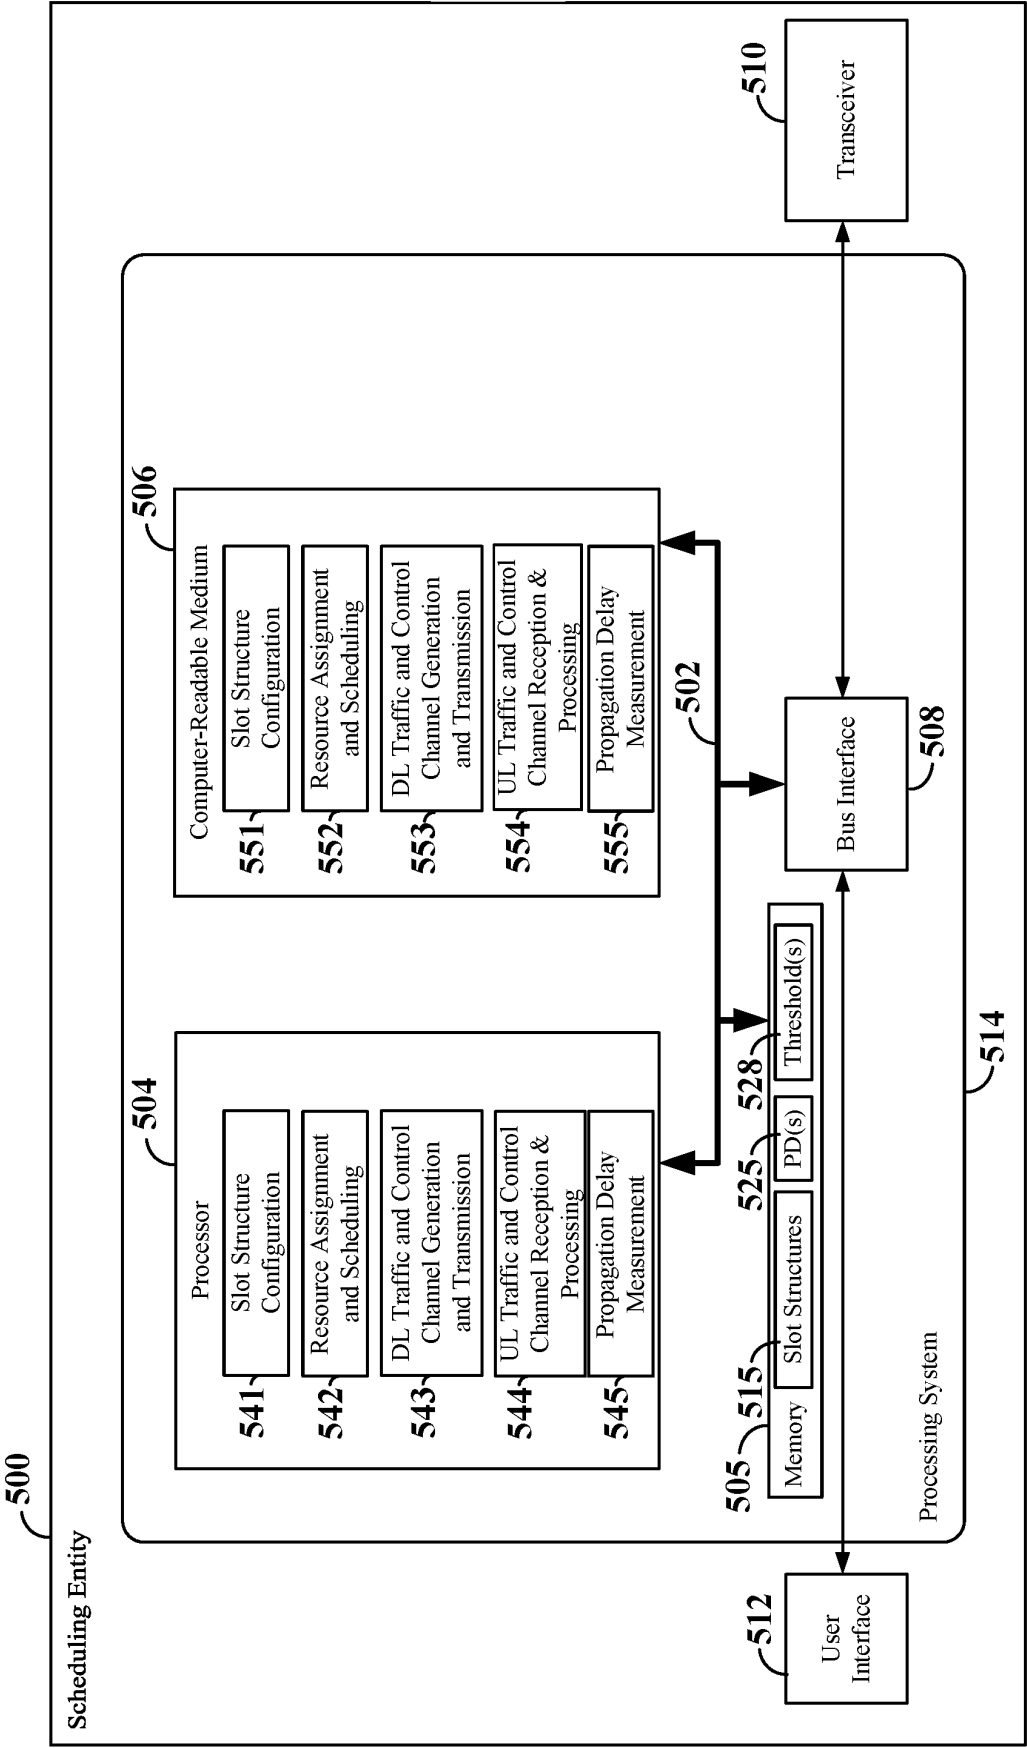 500
Scheduling Entity
504
Processor
541
Slot Structure
Configuration
542
Resource Assignment
and Scheduling
543
DL Traffic and Control
Channel Generation
and Transmission
544
UL Traffic and Control
Channel Reception &
Processing
545
Propagation Delay
Measurement
506
Computer-Readable Medium
551
Slot Structure
Configuration
552
Resource Assignment
and Scheduling
553
DL Traffic and Control
Channel Generation
and Transmission
554
UL Traffic and Control
Channel Reception &
Processing
555
Propagation Delay
Measurement
502
505
Memory
515
Slot Structures
525
PD(s)
528
Threshold(s)
512
User
Interface
Bus Interface
508
510
Transceiver
Processing System
514